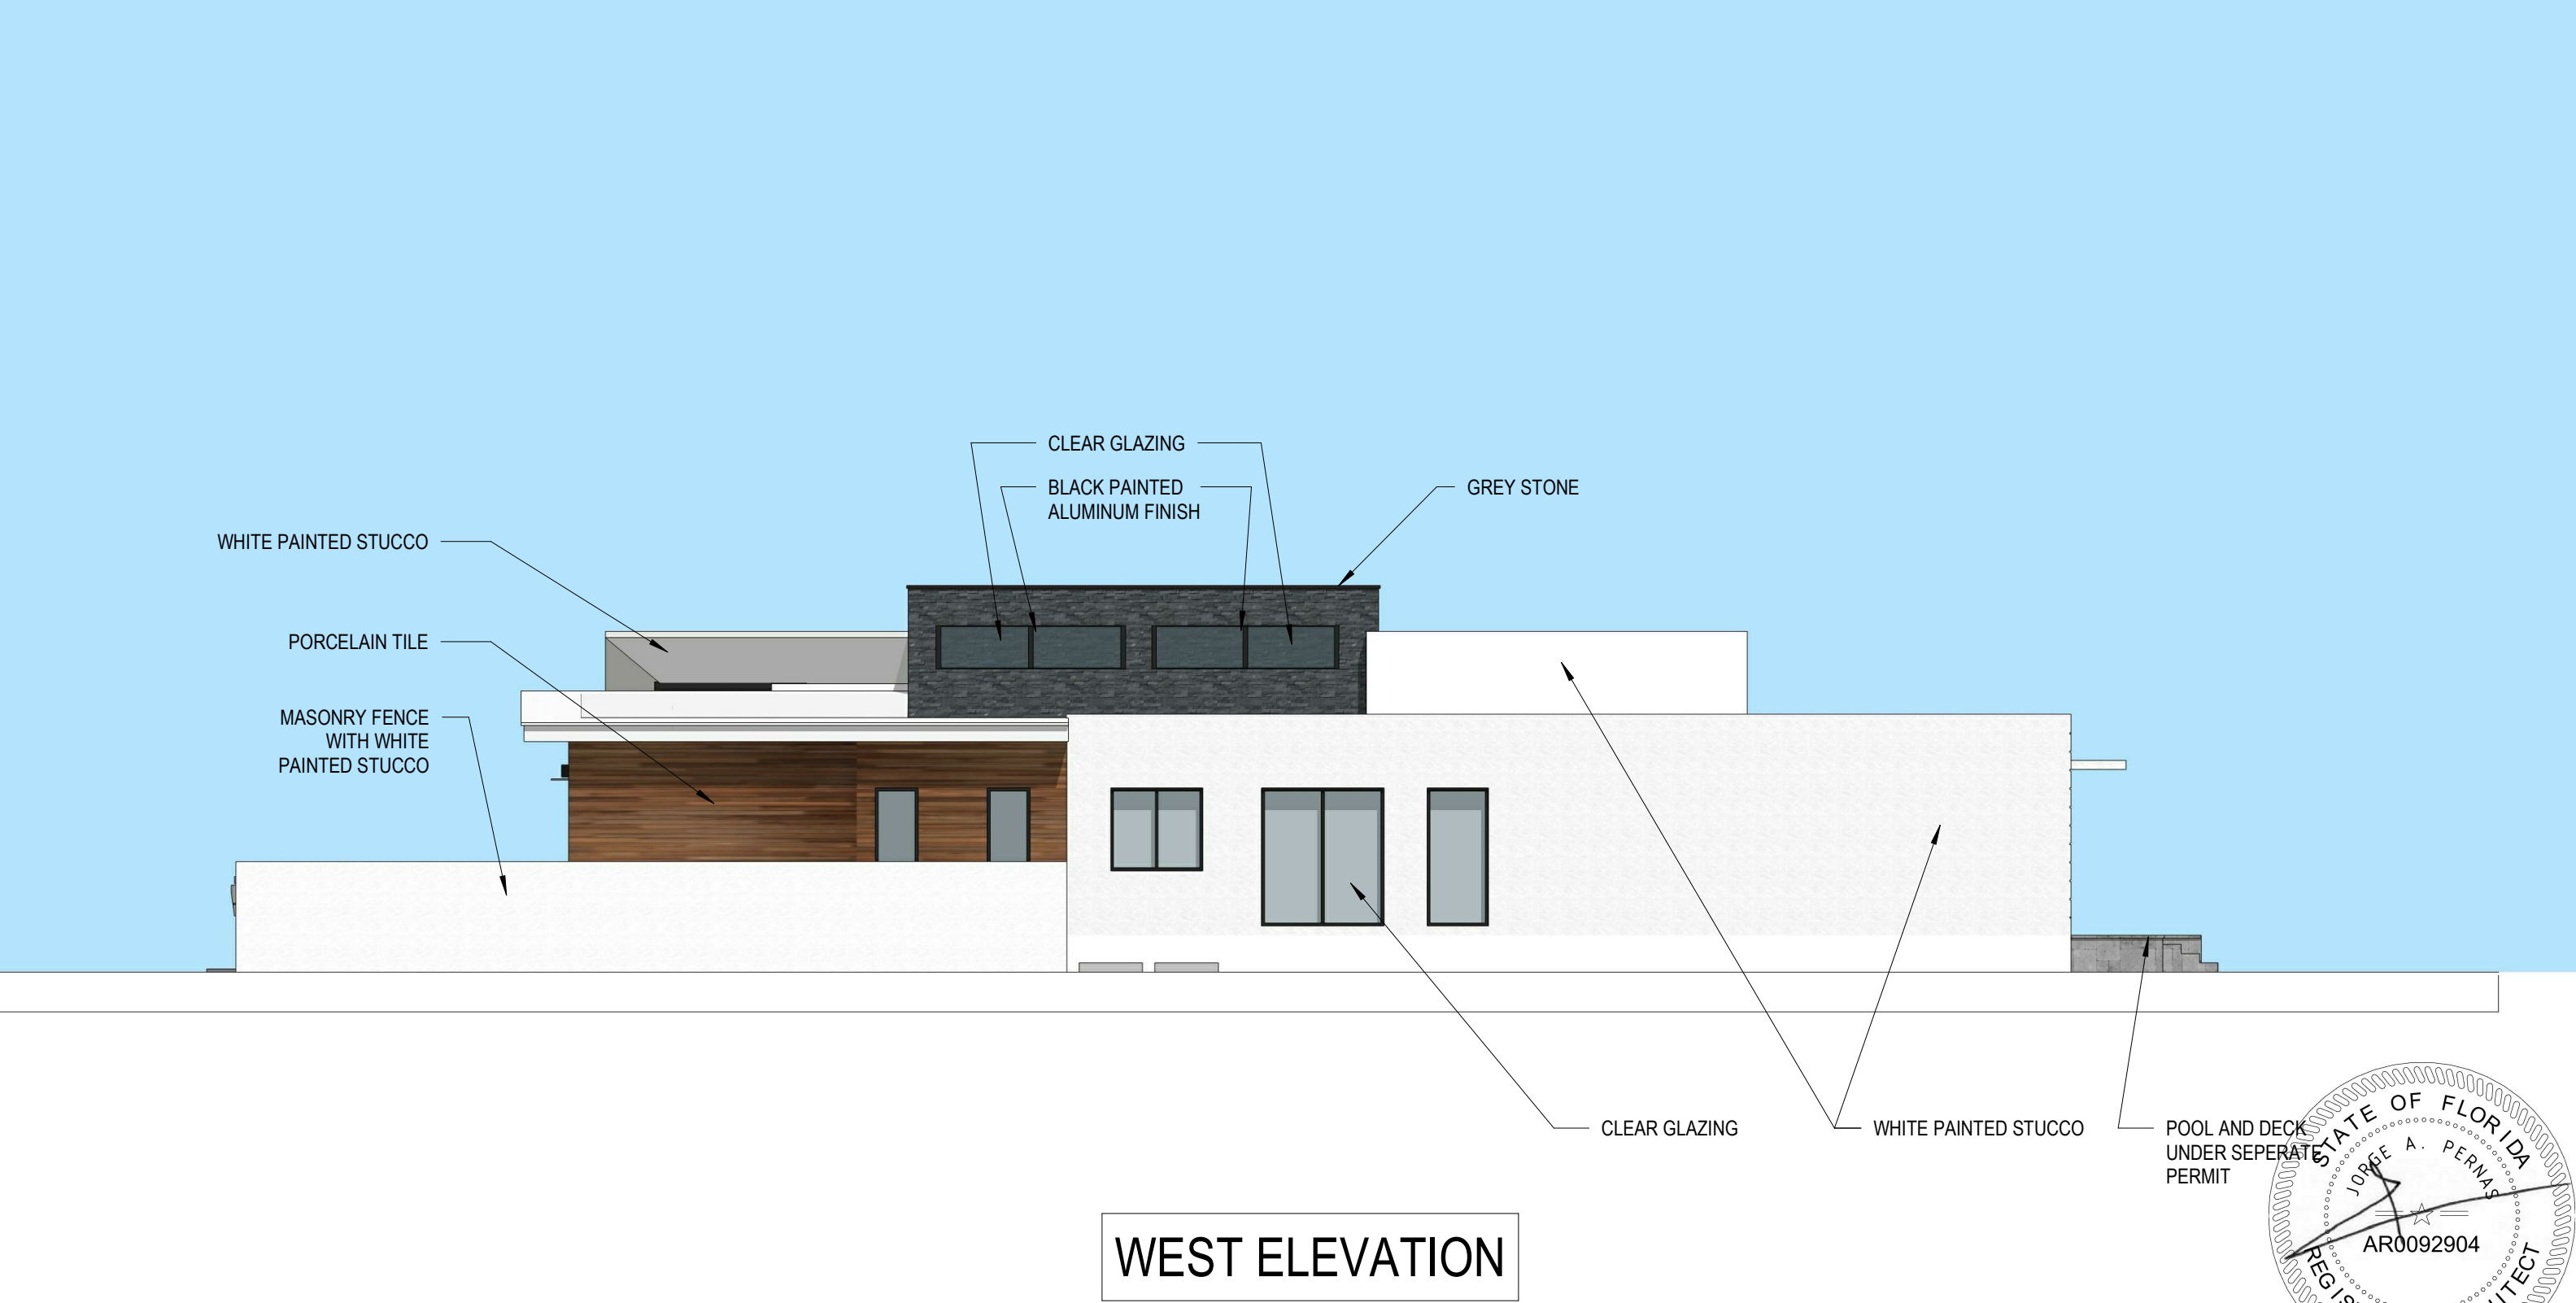 CLEAR GLAZING
BLACK PAINTED
ALUMINUM FINISH
GREY STONE
WHITE PAINTED STUCCO
PORCELAIN TILE
MASONRY FENCE
WITH WHITE
PAINTED STUCCO
CLEAR GLAZING
WHITE PAINTED STUCCO
POOL AND DECK
UNDER SEPERATE
PERMIT
STATE OF FLORIDA
JORGE A. PERNAS
AR0092904
WEST ELEVATION